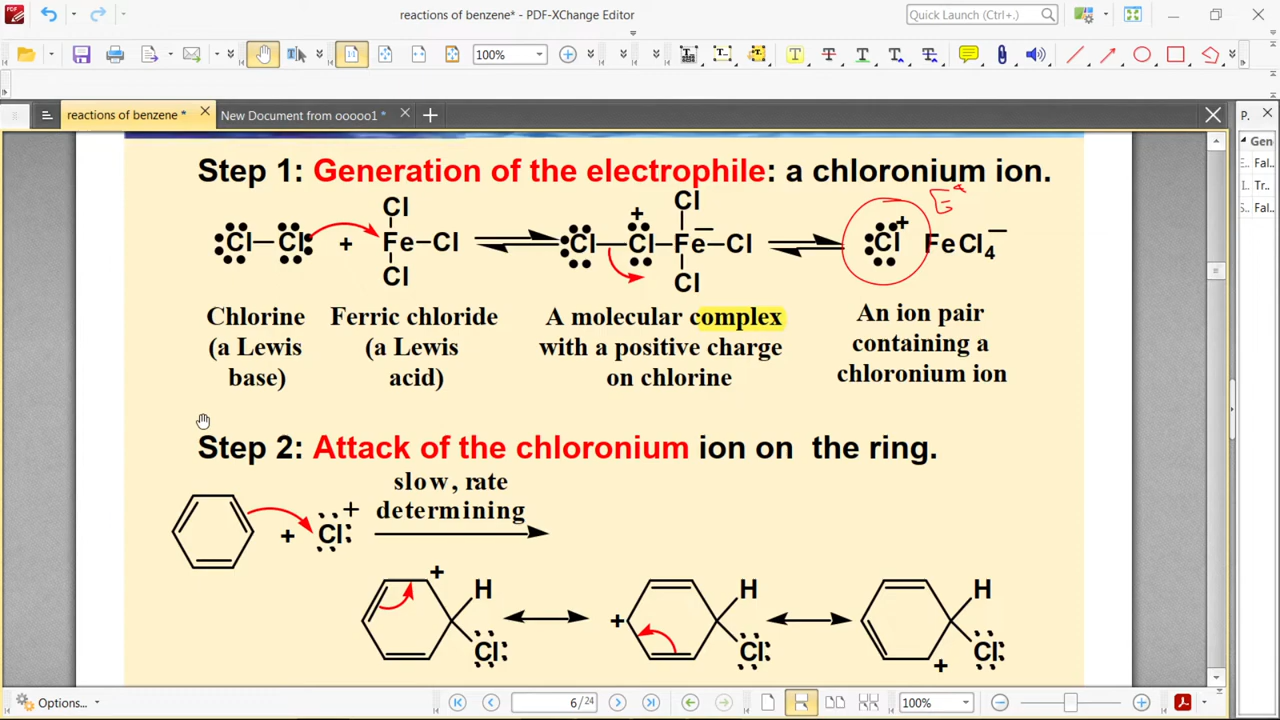 reactions of benzene* - PDF-XChange Editor
Quick Launch (Ctrl+.)
100%
reactions of benzene *
New Document from ooooo1 *
P.
Gen
Step 1: Generation of the electrophile: a chloronium ion.
E+
Cl Cl
Cl — Cl + Fe — Cl Cl — Cl+ — Fe− — Cl Cl+ FeCl4−
Cl Cl
Chlorine Ferric chloride A molecular complex An ion pair
(a Lewis (a Lewis with a positive charge containing a
base) acid) on chlorine chloronium ion
Step 2: Attack of the chloronium ion on the ring.
slow, rate
determining
+ Cl+
+ H H H
+
Cl Cl Cl
+
E.. Fal..
I.. Tr...
S.. Fal..
Options...
6 / 24
100%